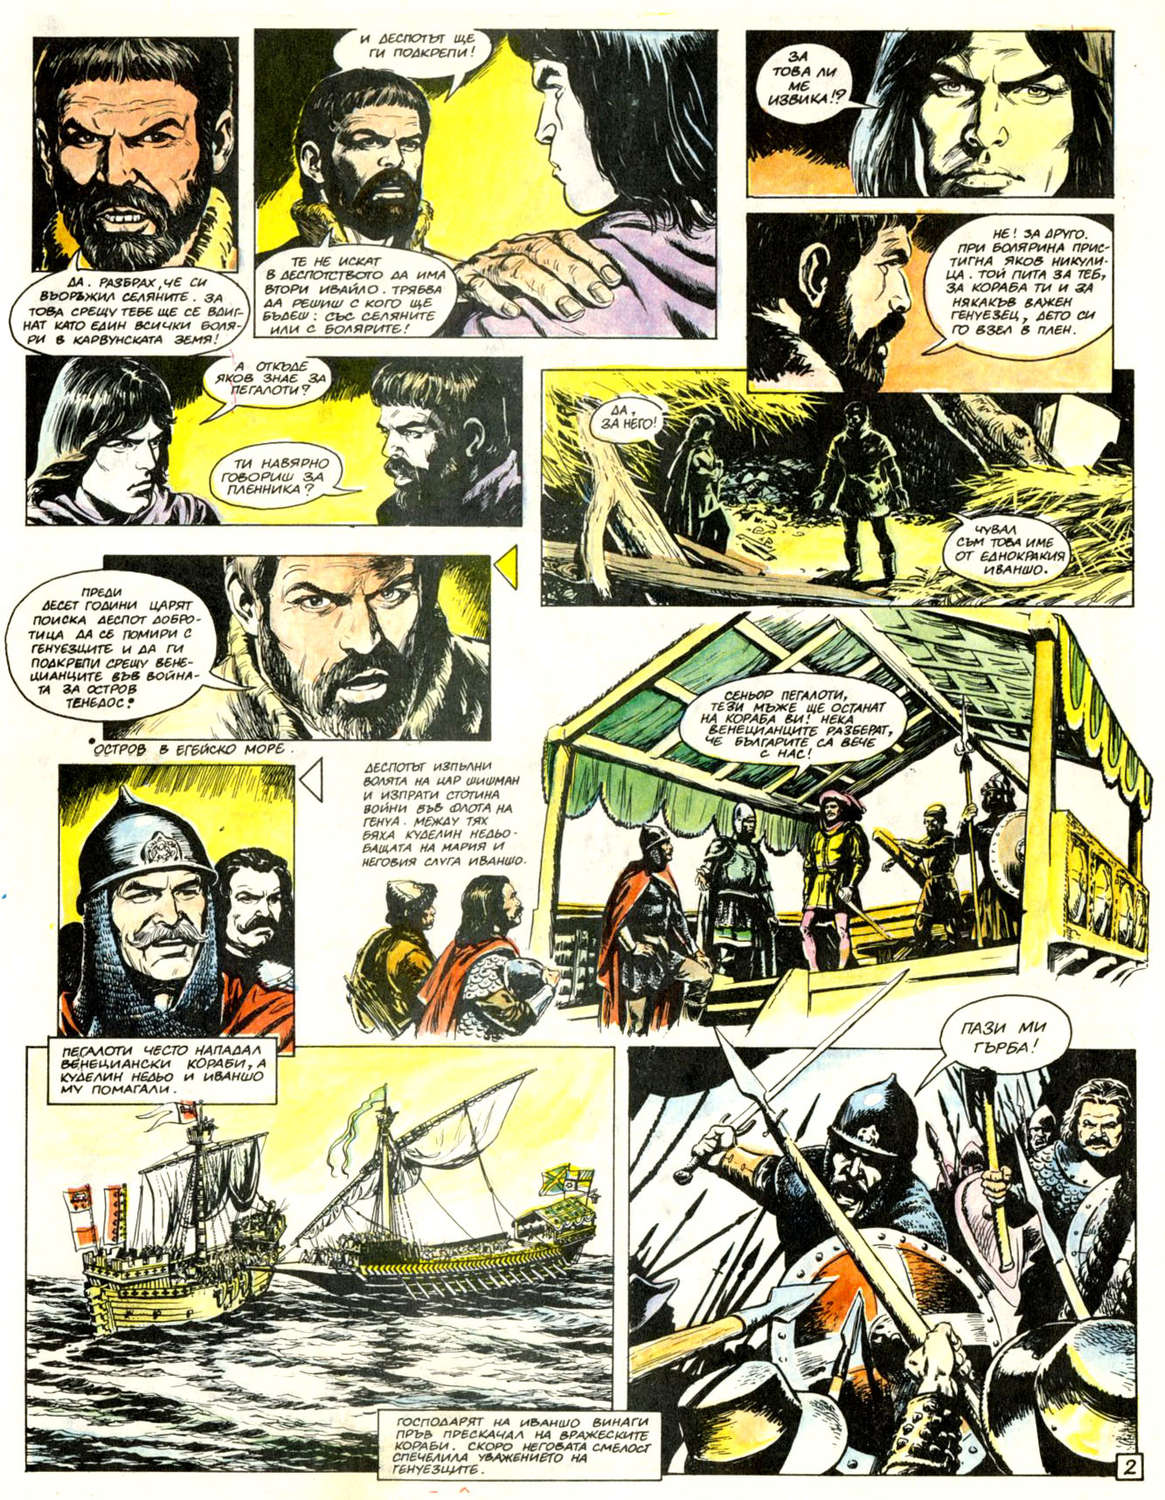 ДА. РАЗБРАХ, ЧЕ СИ
ВЪОРЪЖИЛ СЕЛЯНИТЕ. ЗА
ТОВА СРЕЩУ ТЕБЕ ЩЕ СЕ ВДИГ-
НАТ КАТО ЕДИН ВСИЧКИ БОЛЯ-
РИ В КАРВУНСКАТА ЗЕМЯ!
И ДЕСПОТЪТ ЩЕ
ГИ ПОДКРЕПИ!
ТЕ НЕ ИСКАТ
В ДЕСПОТСТВОТО ДА ИМА
ВТОРИ ИВАЙЛО. ТРЯБВА
ДА РЕШИШ С КОГО ЩЕ
БЪДЕШ: СЪС СЕЛЯНИТЕ
ИЛИ С БОЛЯРИТЕ!
ЗА
ТОВА ЛИ
МЕ
ИЗВИКА!?
НЕ! ЗА ДРУГО.
ПРИ БОЛЯРИНА ПРИС-
ТИГНА ЯКОВ НИКУЛИ-
ЦА. ТОЙ ПИТА ЗА ТЕБ,
ЗА КОРАБА ТИ И ЗА
НЯКАКЪВ ВАЖЕН
ГЕНУЕЗЕЦ, ДЕТО СИ
ГО ВЗЕЛ В ПЛЕН.
А ОТКЪДЕ
ЯКОВ ЗНАЕ ЗА
ПЕГАЛОТИ?
ТИ НАВЯРНО
ГОВОРИШ ЗА
ПЛЕННИКА?
ДА,
ЗА НЕГО!
ЧУВАЛ
СЪМ ТОВА ИМЕ
ОТ ЕДНОКРАКИЯ
ИВАНШО.
ПРЕДИ
ДЕСЕТ ГОДИНИ ЦАРЯТ
ПОИСКА ДЕСПОТ ДОБРО-
ТИЦА ДА СЕ ПОМИРИ С
ГЕНУЕЗЦИТЕ И ДА ГИ
ПОДКРЕПИ СРЕЩУ ВЕНЕ-
ЦИАНЦИТЕ ВЪВ ВОЙНА-
ТА ЗА ОСТРОВ
ТЕНЕДОС*
*ОСТРОВ В ЕГЕЙСКО МОРЕ.
ДЕСПОТЪТ ИЗПЪЛНИ
ВОЛЯТА НА ЦАР ШИШМАН
И ИЗПРАТИ СТОТИНА
ВОЙНИ ВЪВ ФЛОТА НА
ГЕНУА. МЕЖДУ ТЯХ
БЯХА КУДЕЛИН НЕДЬО-
БАЩАТА НА МАРИЯ И
НЕГОВИЯ СЛУГА ИВАНШО.
СЕНЬОР ПЕГАЛОТИ,
ТЕЗИ МЪЖЕ ЩЕ ОСТАНАТ
НА КОРАБА ВИ! НЕКА
ВЕНЕЦИАНЦИТЕ РАЗБЕРАТ,
ЧЕ БЪЛГАРИТЕ СА ВЕЧЕ
С НАС!
ПЕГАЛОТИ ЧЕСТО НАПАДАЛ
ВЕНЕЦИАНСКИ КОРАБИ, А
КУДЕЛИН НЕДЬО И ИВАНШО
МУ ПОМАГАЛИ.
ПАЗИ МИ
ГЪРБА!
ГОСПОДАРЯТ НА ИВАНШО ВИНАГИ
ПРЪВ ПРЕСКАЧАЛ НА ВРАЖЕСКИТЕ
КОРАБИ. СКОРО НЕГОВАТА СМЕЛОСТ
СПЕЧЕЛИЛА УВАЖЕНИЕТО НА
ГЕНУЕЗЦИТЕ.
2